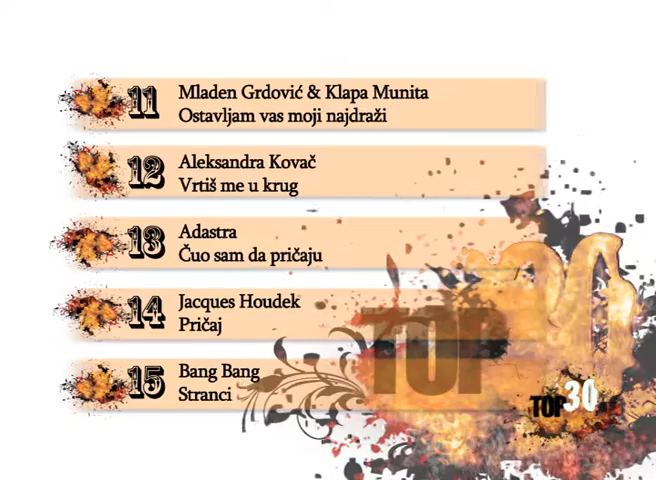 11
Mladen Grdović & Klapa Munita
Ostavljam vas moji najdraži
12
Aleksandra Kovač
Vrtiš me u krug
13
Adastra
Čuo sam da pričaju
14
Jacques Houdek
Pričaj
15
Bang Bang
Stranci
TOP
30
TOP30